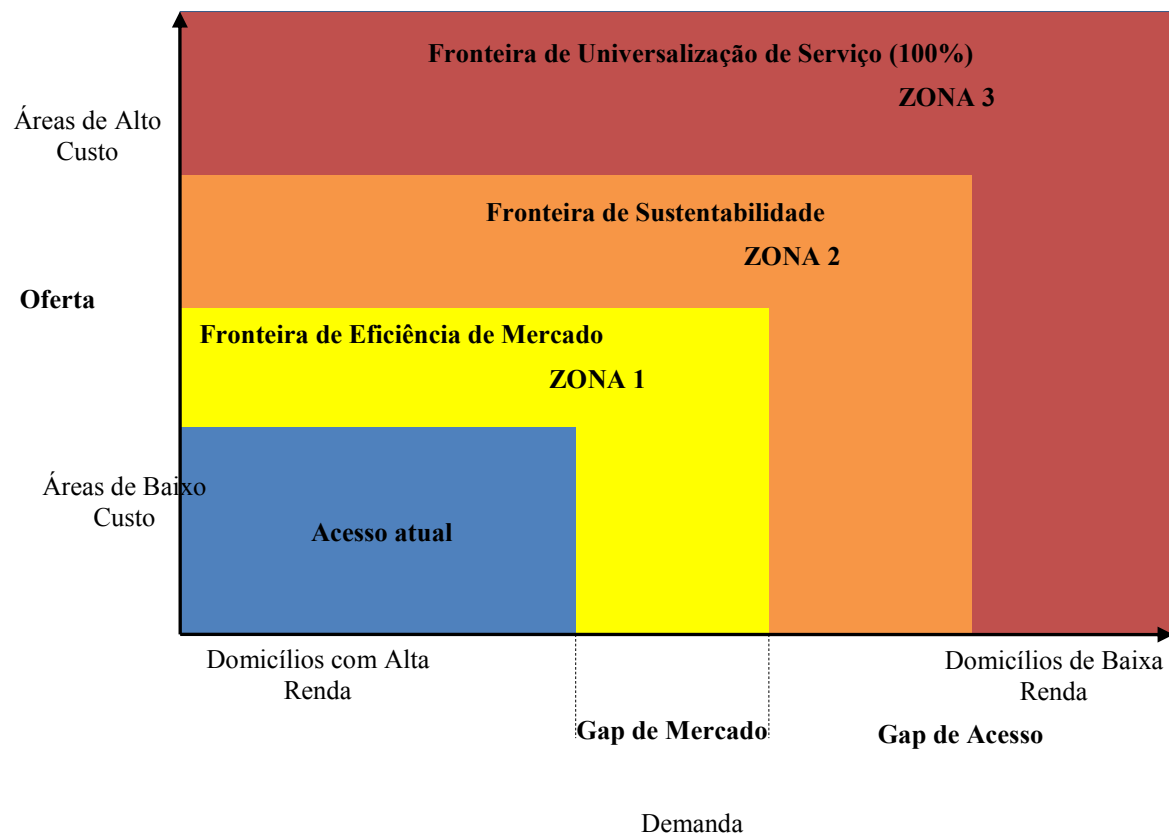 Fronteira de Universalização de Serviço (100%)
ZONA 3
Áreas de Alto
Custo
Fronteira de Sustentabilidade
ZONA 2
Oferta
Fronteira de Eficiência de Mercado
ZONA 1
Áreas de Baixo
Custo
Acesso atual
Domicílios com Alta
Renda
Domicílios de Baixa
Renda
Gap de Mercado
Gap de Acesso
Demanda